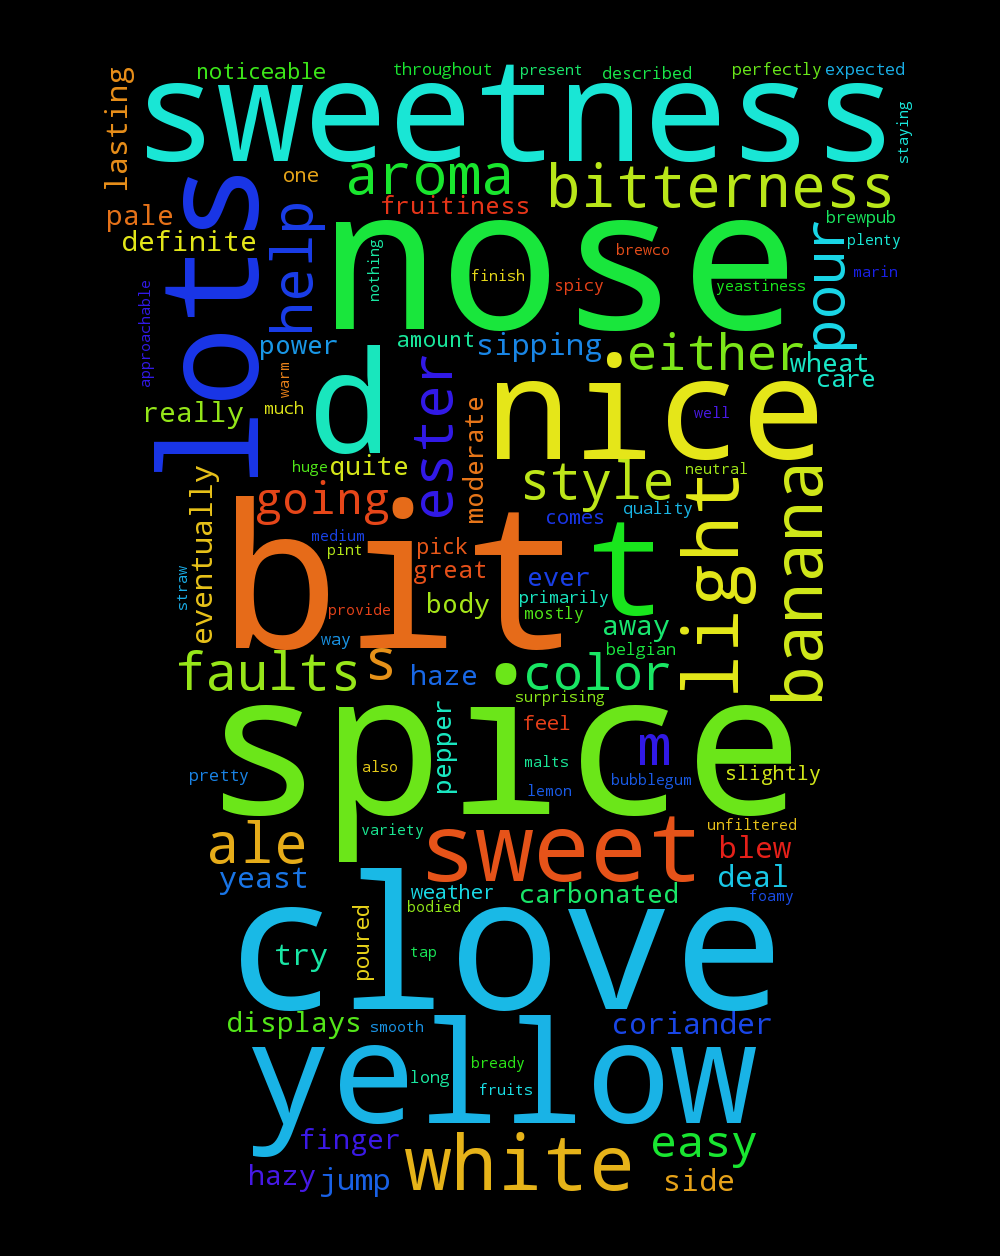 noticeable
throughout
present
described
perfectly
expected
lasting
sweetness
staying
one
aroma
bitterness
pale
fruitiness
brewpub
definite
lots
help
nose
nothing
finish
brewco
spicy
yeastiness
pour
plenty
marin
approachable
power
amount
sipping
either
wheat
care
warm
d
ester
nice
really
much
moderate
well
huge
quite
style
neutral
going
eventually
bit
medium
pint
pick
comes
quality
t
light
banana
great
straw
ever
primarily
provide
body
mostly
way
away
belgian
faults
s
haze
color
surprising
spice
pepper
feel
m
also
malts
pretty
bubblegum
slightly
lemon
ale
variety
sweet
unfiltered
blew
yeast
weather
carbonated
deal
foamy
bodied
clove
try
poured
tap
displays
smooth
coriander
yellow
bready
long
fruits
finger
white
easy
hazy
jump
side